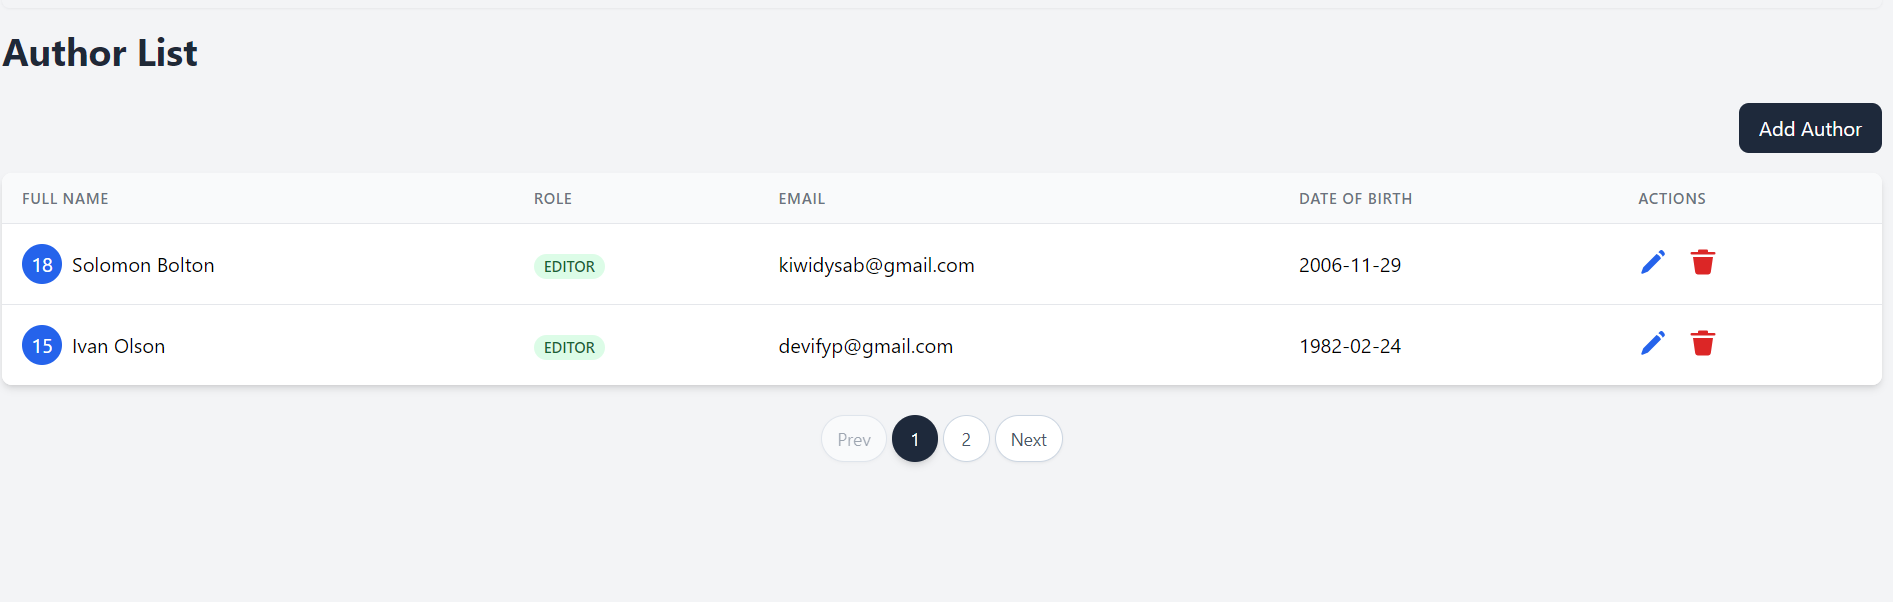 Author List
Add Author
FULL NAME ROLE EMAIL DATE OF BIRTH ACTIONS
18 Solomon Bolton EDITOR kiwidysab@gmail.com 2006-11-29
15 Ivan Olson EDITOR devifyp@gmail.com 1982-02-24
Prev 1 2 Next